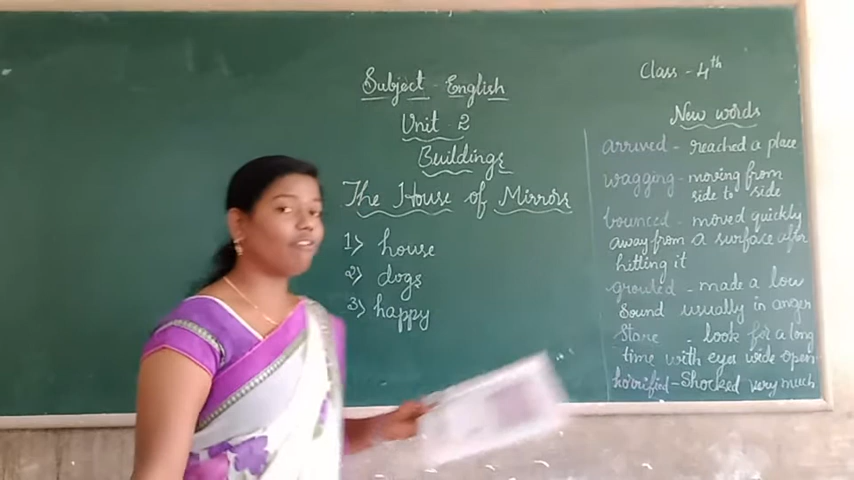 Subject - English
Class - 4th
Unit - 2
Buildings
The House of Mirrors
1> house
2> dogs
3> happy
New words
arrived - reached a place
wagging - moving from
side to side
bounced - moved quickly
away from a surface after
hitting it
growled - made a low
sound usually in anger
Stare - look for a long
time with eyes wide open
horrified - Shocked very much